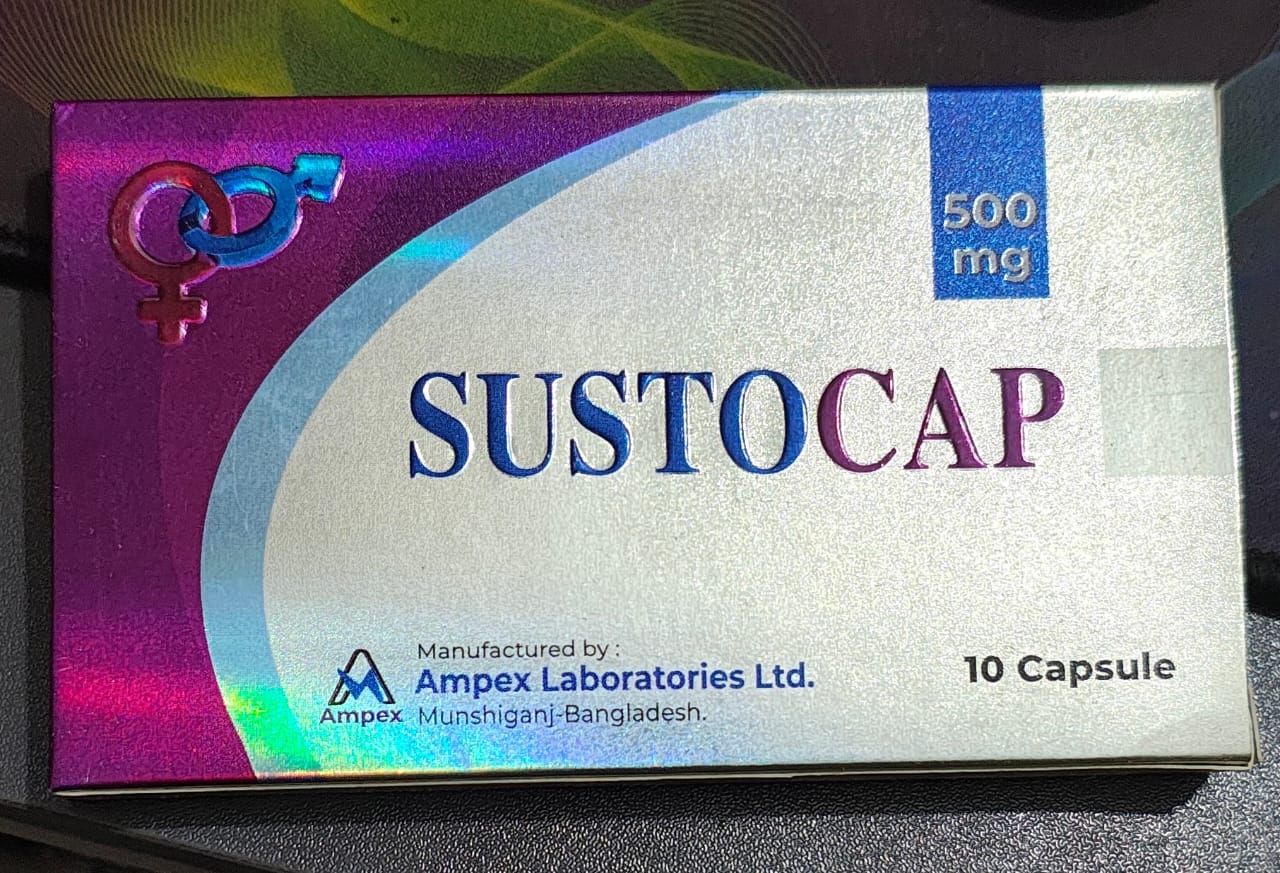 500
mg
SUSTOCAP
Manufactured by :
Ampex Laboratories Ltd.
Munshiganj-Bangladesh.
Ampex
10 Capsule